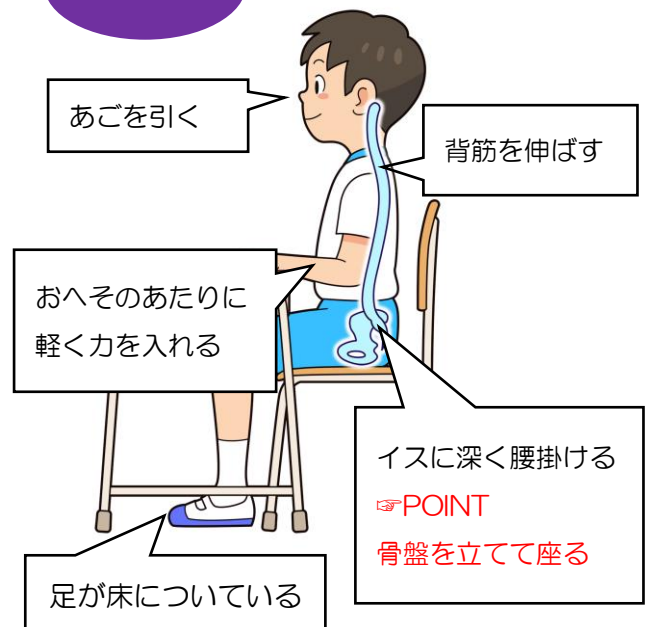 あごを引く
背筋を伸ばす
おへそのあたりに
軽く力を入れる
イスに深く腰掛ける
☞POINT
骨盤を立てて座る
足が床についている